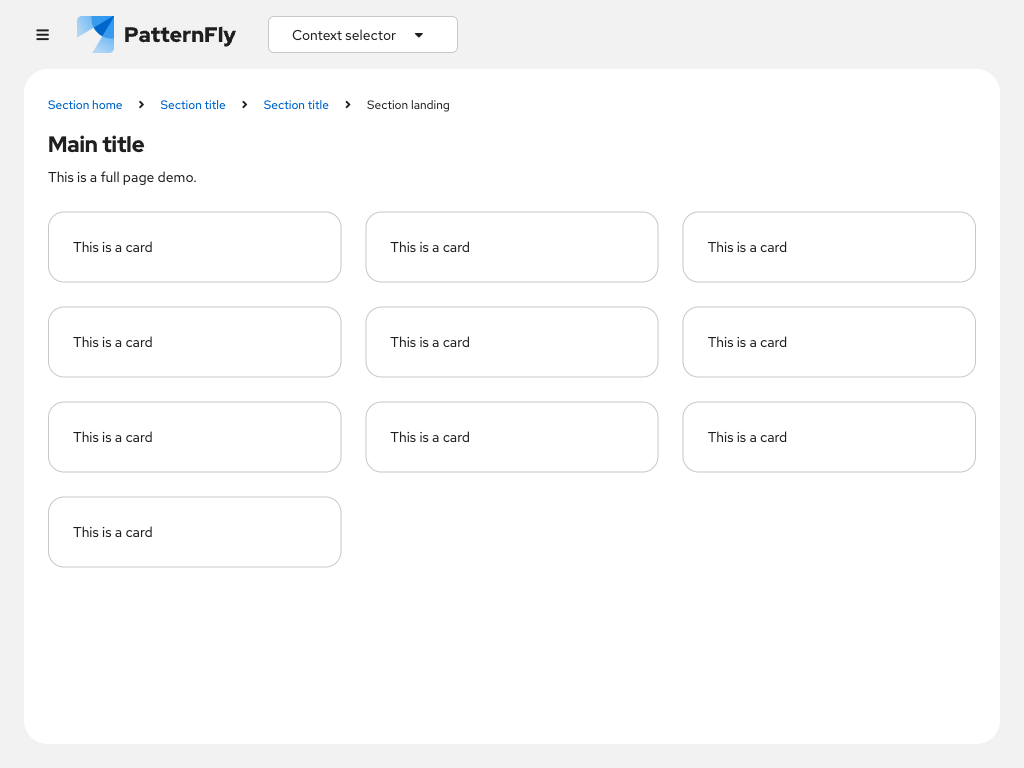 PatternFly Context selector
Section home Section title Section title Section landing
Main title
This is a full page demo.
This is a card This is a card This is a card
This is a card This is a card This is a card
This is a card This is a card This is a card
This is a card